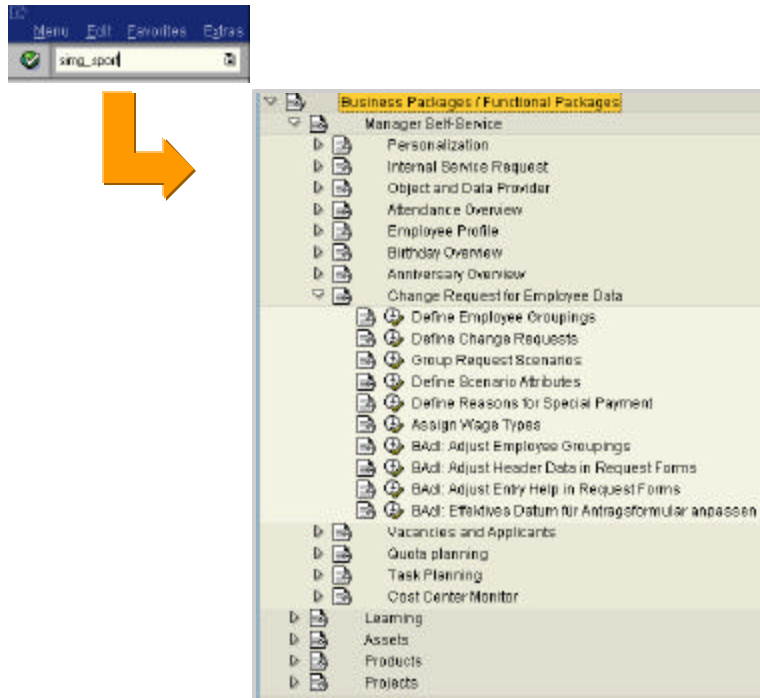 Menu Edit Favorites Extras
simg_spor
Business Packages / Functional Packages
Manager Self-Service
Personalization
Internal Service Request
Object and Data Provider
Attendance Overview
Employee Profile
Birthday Overview
Anniversary Overview
Change Request for Employee Data
Define Employee Groupings
Define Change Requests
Group Request Scenarios
Define Scenario Attributes
Define Reasons for Special Payment
Assign Wage Types
BAdI: Adjust Employee Groupings
BAdI: Adjust Header Data in Request Forms
BAdI: Adjust Entry Help in Request Forms
BAdI: Effektives Datum für Antragsformular anpassen
Vacancies and Applicants
Quota planning
Task Planning
Cost Center Monitor
Learning
Assets
Products
Projects